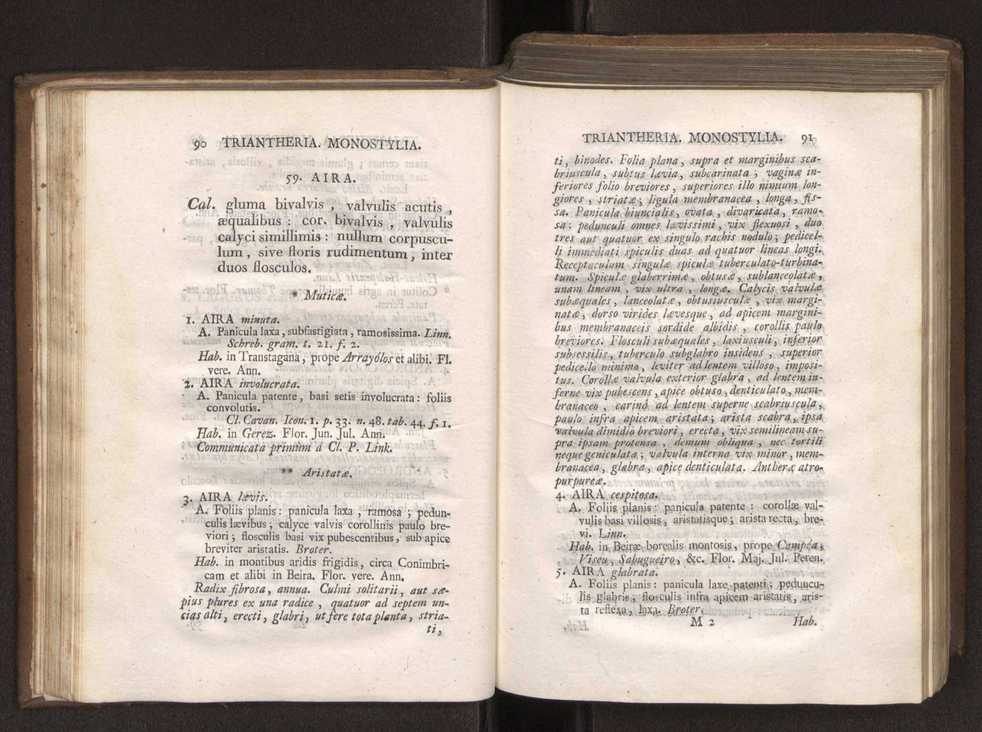 90 TRIANTHERIA. MONOSTYLIA.
59. AIRA.
Cal. gluma bivalvis, valvulis acutis,
æqualibus: cor. bivalvis, valvulis
calyci simillimis: nullum corpuscu-
lum, sive floris rudimentum, inter
duos flosculos.
* Muticæ.
1. AIRA minuta.
A. Panicula laxa, subfastigiata, ramosissima. Linn.
Schreb. gram. t. 21. f. 2.
Hab. in Transtagana, prope Arrayolos et alibi. Fl.
vere. Ann.
2. AIRA involucrata.
A. Panicula patente, basi setis involucrata: foliis
convolutis.
Cl. Cavan. Icon. 1. p. 33. n. 48. tab. 44. f. 1.
Hab. in Gerez. Flor. Jun. Jul. Ann.
Communicata primùm à Cl. P. Link.
** Aristatæ.
3. AIRA lævis.
A. Foliis planis: panicula laxa, ramosa; pedun-
culis lævibus; calyce valvis corollinis paulo bre-
viori; flosculis basi vix pubescentibus, sub apice
breviter aristatis. Broter.
Hab. in montibus aridis frigidis, circa Conimbri-
cam et alibi in Beira. Flor. vere. Ann.
Radix fibrosa, annua. Culmi solitarii, aut sæ-
pius plures ex una radice, quatuor ad septem un-
cias alti, erecti, glabri, ut fere tota planta, stria-
ti,
TRIANTHERIA. MONOSTYLIA. 91
ti, binodes. Folia plana, supra et marginibus sca-
briuscula, subtus lævia, subcarinata; vaginæ in-
feriores folio breviores, superiores illo nimium lon-
giores, striatæ; ligula membranacea, longa, fis-
sa. Panicula biuncialis, ovata, divaricata, ramo-
sa; pedunculi omnes lævissimi, vix flexuosi, duo
tres aut quatuor ex singulo rachis nodulo; pedicel-
li immediati spiculis duas ad quatuor lineas longi.
Receptaculum singulæ spiculæ tuberculato-turbina-
tum. Spiculæ glaberrimæ, obtusæ, sublanceolatæ,
unam lineam, vix ultra, longæ. Calycis valvulæ
subæquales, lanceolatæ, obtusiusculæ, vix margi-
natæ, dorso virides lævesque, ad apicem margini-
bus membranaceis sordide albidis, corollis paulo
breviores. Flosculi subæquales, laxiusculi, inferior
subsessilis, tuberculo subglabro insidens, superior
pedicello minimo, leviter ad lentem villoso, imposi-
tus. Corollæ valvula exterior glabra, ad lentem in-
ferne vix pubescens, apice obtuso, denticulato, mem-
branaceo, carinâ ad lentem superne scabriuscula,
paulo infra apicem aristata; arista scabra, ipsa
valvula dimidio breviori, erecta, vix semilineam su-
pra ipsam protensa, demum obliqua, nec tortili
neque geniculata; valvula interna vix minor, mem-
branacea, glabra, apice denticulata. Antheræ atro-
purpureæ.
4. AIRA cespitosa.
A. Foliis planis: panicula patente: corollæ val-
vulis basi villosis, aristatisque; arista recta, bre-
vi. Linn.
Hab. in Beiræ borealis montosis, prope Campêa,
Viseu, Sabugueiro, &c. Flor. Maj. Jul. Peren.
5. AIRA glabrata.
A. Foliis planis: panicula laxe patenti; peduncu-
lis glabris; flosculis infra apicem aristatis, aris-
ta reflexa, laxa. Broter.
M 2 Hab.